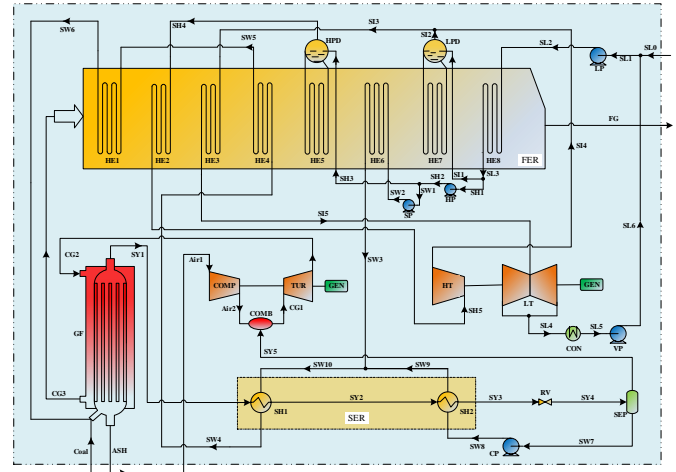 SW6
SH4
SI3
SW5
HPD
SI2
LPD
SL2
SL0
SL1
LP
FG
HE1
HE2
HE3
HE4
HE5
HE6
HE7
HE8
FER
SH3
SH2
SI1
SL3
SW2
SW1
SH1
HP
SP
SI4
SI5
SL6
CG2
SY1
Air1
SW3
COMP
TUR
GEN
HT
LT
GEN
Air2
COMB
CG1
SH5
GF
SL4
SL5
CON
VP
SY5
SW10
SW9
CG3
SY2
SY3
RV
SY4
SH1
SER
SH2
SEP
SW4
SW8
CP
SW7
Coal
ASH